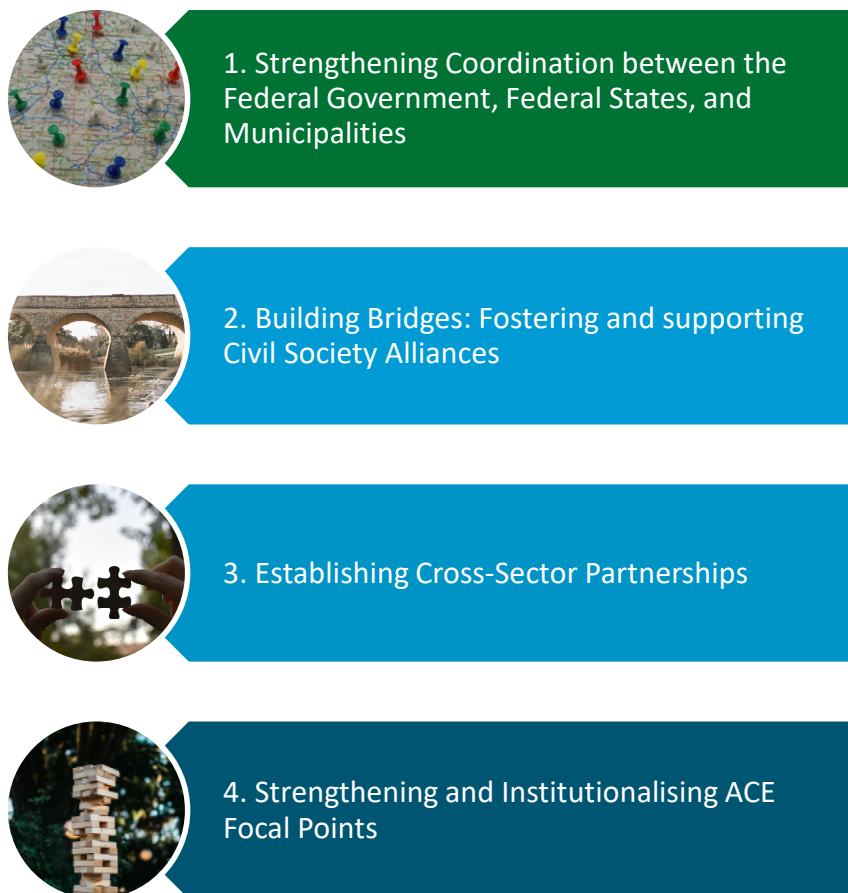 1. Strengthening Coordination between the
Federal Government, Federal States, and
Municipalities
2. Building Bridges: Fostering and supporting
Civil Society Alliances
3. Establishing Cross-Sector Partnerships
4. Strengthening and Institutionalising ACE
Focal Points